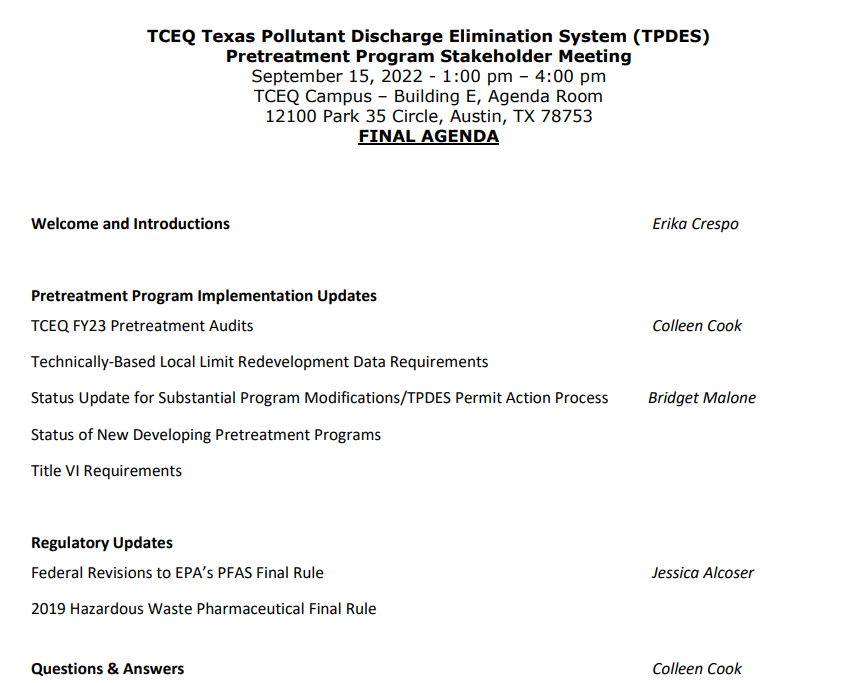 TCEQ Texas Pollutant Discharge Elimination System (TPDES)
Pretreatment Program Stakeholder Meeting
September 15, 2022 - 1:00 pm – 4:00 pm
TCEQ Campus – Building E, Agenda Room
12100 Park 35 Circle, Austin, TX 78753
FINAL AGENDA
Welcome and Introductions Erika Crespo
Pretreatment Program Implementation Updates
TCEQ FY23 Pretreatment Audits Colleen Cook
Technically-Based Local Limit Redevelopment Data Requirements
Status Update for Substantial Program Modifications/TPDES Permit Action Process Bridget Malone
Status of New Developing Pretreatment Programs
Title VI Requirements
Regulatory Updates
Federal Revisions to EPA’s PFAS Final Rule Jessica Alcoser
2019 Hazardous Waste Pharmaceutical Final Rule
Questions & Answers Colleen Cook